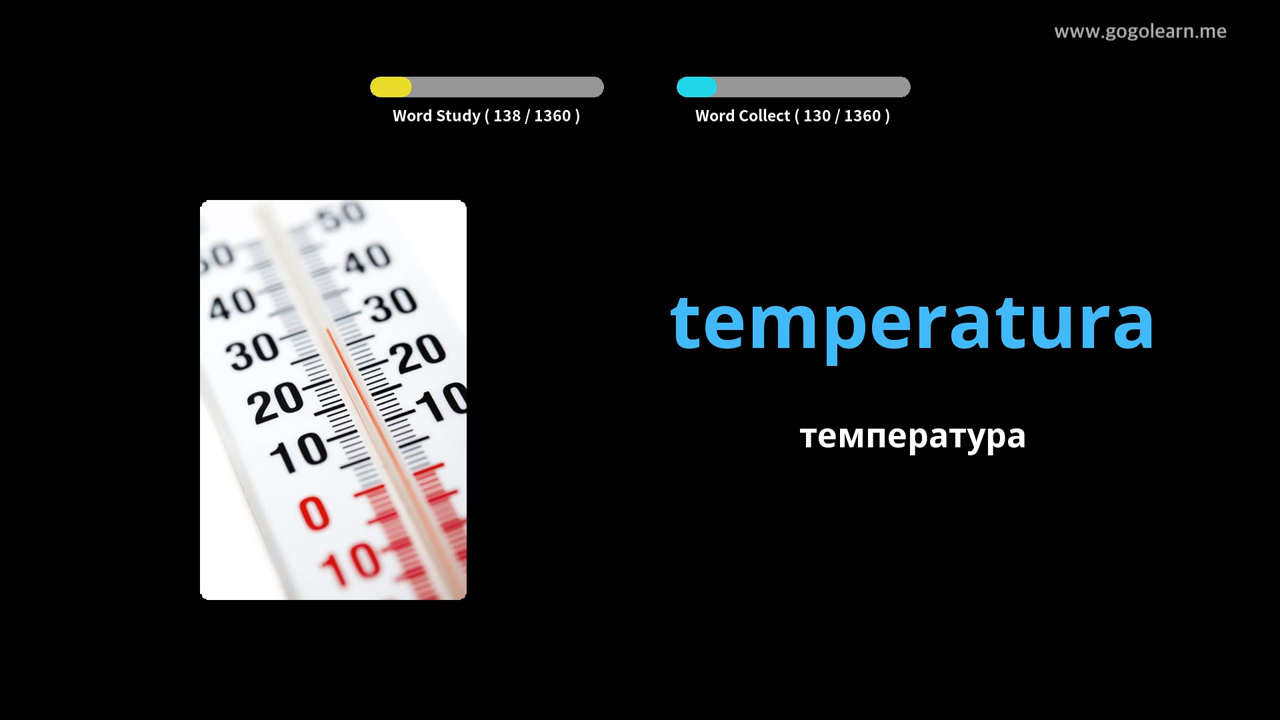 www.gogolearn.me
Word Study ( 138 / 1360 )
Word Collect ( 130 / 1360 )
50
40
40
30
30
20
20
10
10
0
10
temperatura
температура